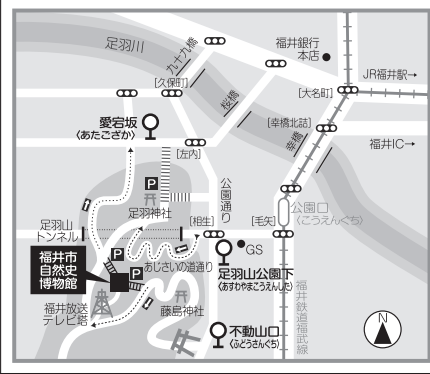 足羽川
九十九橋
福井銀行
本店
JR福井駅→
[久保町]
桜橋
[大名町]
愛宕坂
〈あたござか〉
[幸橋北詰]
幸橋
福井IC→
[左内]
P
公園通り
足羽神社
公園口
〈こうえんぐち〉
足羽山
トンネル
[相生]
[毛矢]
P
GS
福井市
自然史
博物館
P
あじさいの道通り
足羽山公園下
〈あすわやまこうえんした〉
福井放送
テレビ塔
藤島神社
福井鉄道福武線
不動山口
〈ふどうさんぐち〉
N